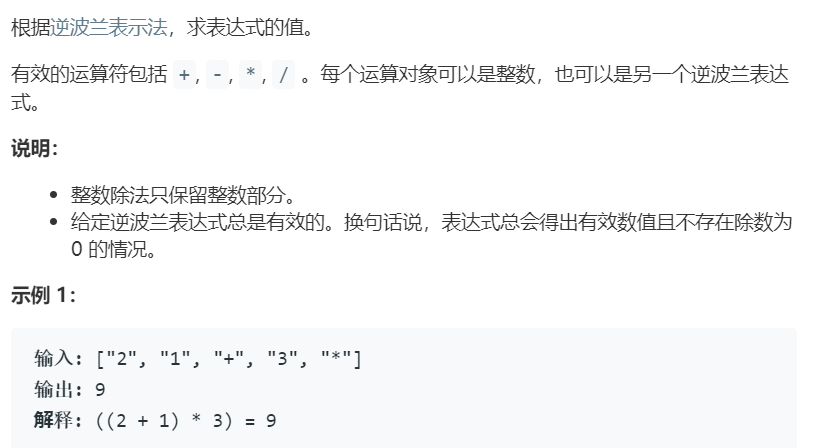 根据逆波兰表示法，求表达式的值。
有效的运算符包括 +, -, *, / 。每个运算对象可以是整数，也可以是另一个逆波兰表达
式。
说明：
整数除法只保留整数部分。
给定逆波兰表达式总是有效的。换句话说，表达式总会得出有效数值且不存在除数为
0 的情况。
示例 1：
输入: ["2", "1", "+", "3", "*"]
输出: 9
解释: ((2 + 1) * 3) = 9